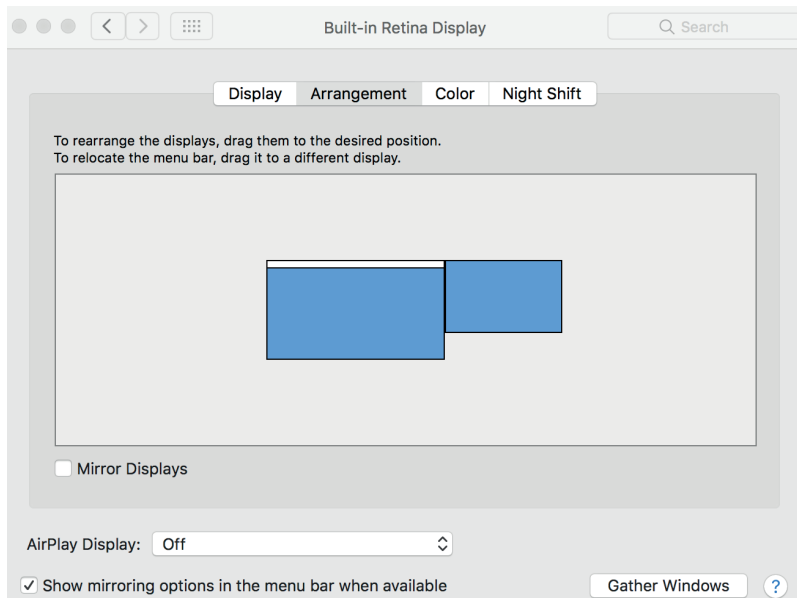 Built-in Retina Display
Search
Display Arrangement Color Night Shift
To rearrange the displays, drag them to the desired position.
To relocate the menu bar, drag it to a different display.
Mirror Displays
AirPlay Display: Off
Show mirroring options in the menu bar when available
Gather Windows
?